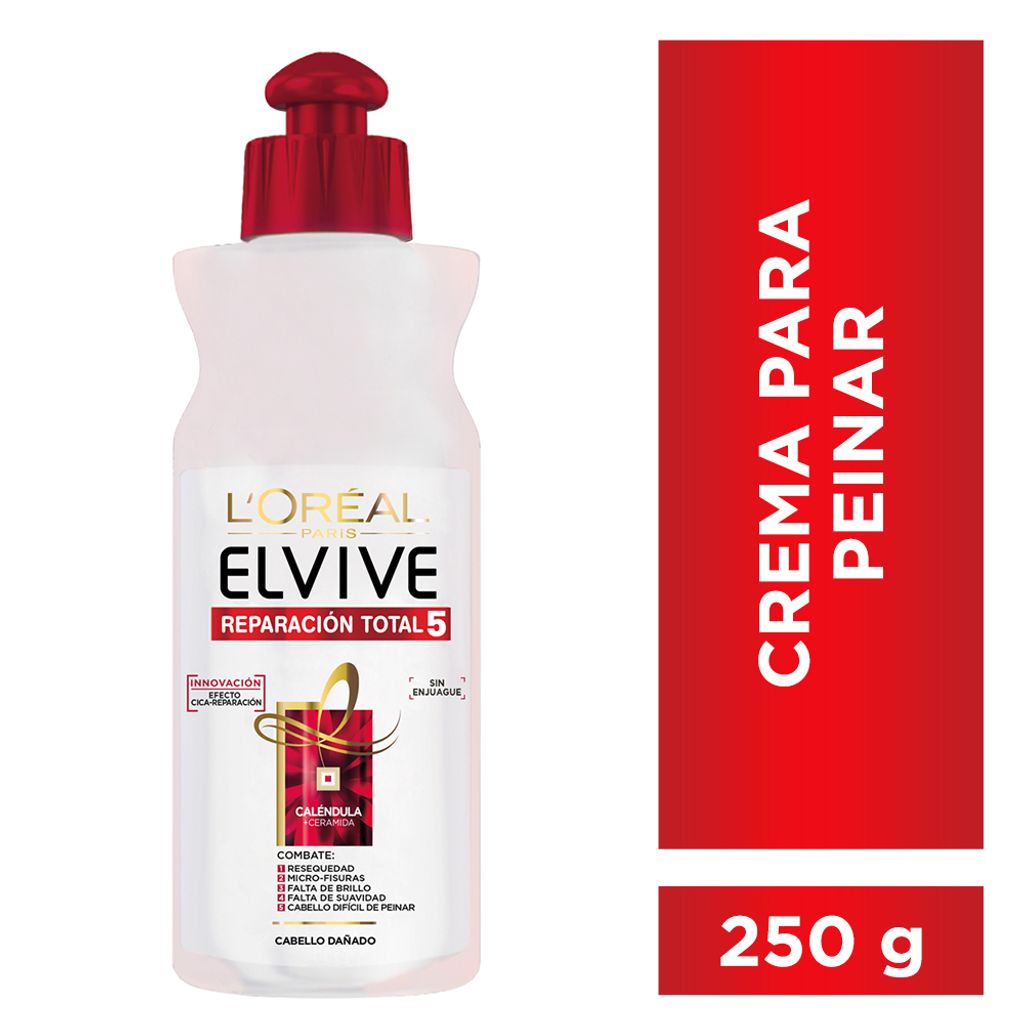 L'ORÉAL
PARIS
ELVIVE
REPARACIÓN TOTAL 5
INNOVACIÓN
EFECTO
CICA-REPARACIÓN
SIN
ENJUAGUE
CALÉNDULA
+CERAMIDA
COMBATE:
1 RESEQUEDAD
2 MICRO-FISURAS
3 FALTA DE BRILLO
4 FALTA DE SUAVIDAD
5 CABELLO DIFÍCIL DE PEINAR
CABELLO DAÑADO
CREMA PARA
PEINAR
250 g